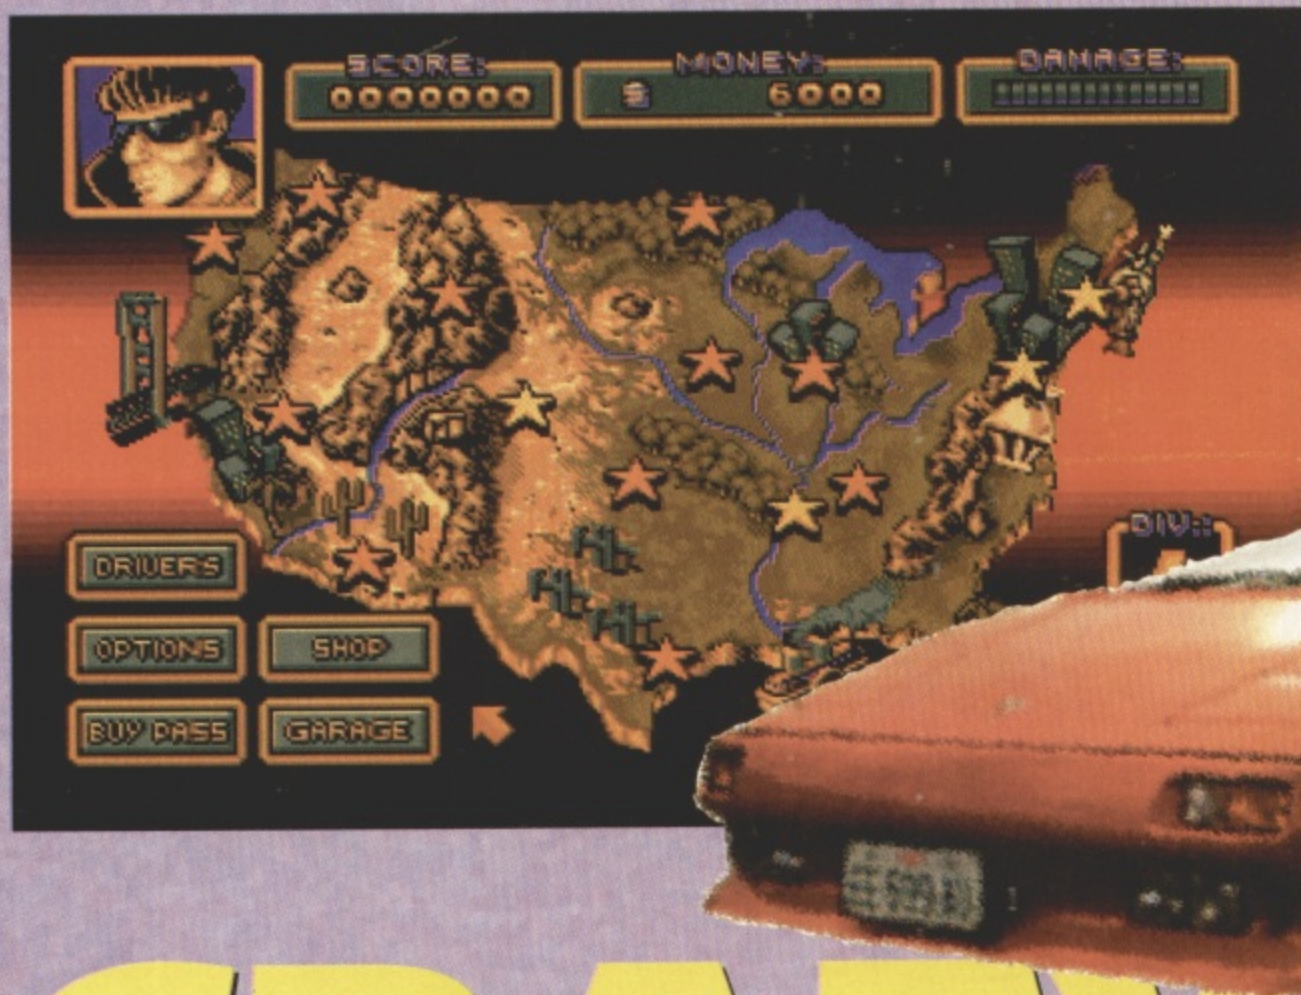 SCORE:
0000000
MONEY:
$ 6000
DAMAGE:
DIV.:
DRIVERS
OPTIONS
SHOP
BUY PASS
GARAGE